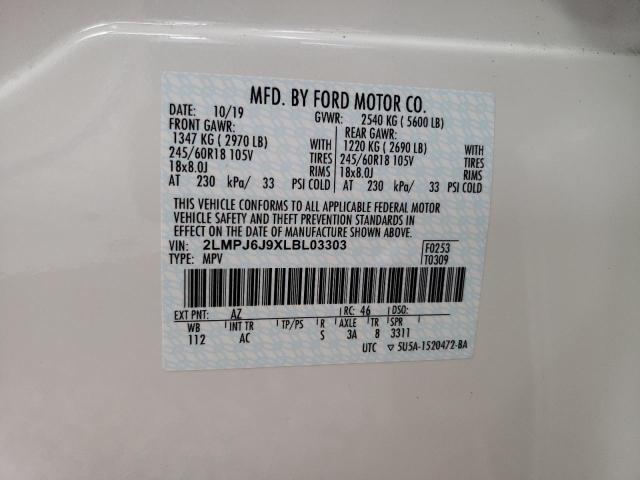 MFD. BY FORD MOTOR CO.
DATE: 10/19 GVWR: 2540 KG ( 5600 LB)
FRONT GAWR: REAR GAWR:
1347 KG ( 2970 LB) 1220 KG ( 2690 LB)
245/60R18 105V TIRES 245/60R18 105V TIRES
18x8.0J RIMS 18x8.0J RIMS
AT 230 kPa/ 33 PSI COLD AT 230 kPa/ 33 PSI COLD
THIS VEHICLE CONFORMS TO ALL APPLICABLE FEDERAL MOTOR
VEHICLE SAFETY AND THEFT PREVENTION STANDARDS IN
EFFECT ON THE DATE OF MANUFACTURE SHOWN ABOVE.
VIN: 2LMPJ6J9XLBL03303 F0253
TYPE: MPV T0309
EXT PNT: AZ RC: 46 DSO:
WB INT TR TP/PS R AXLE TR SPR
112 AC S 3A 8 3311
UTC ▽ 5U5A-1520472-BA